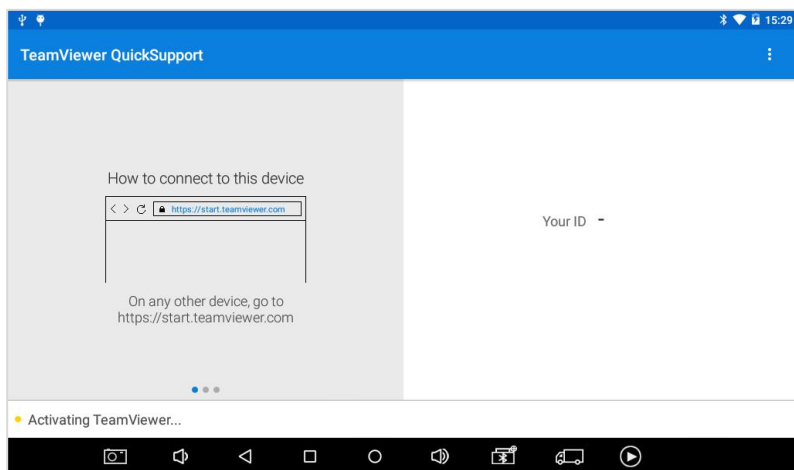 15:29
TeamViewer QuickSupport
How to connect to this device
https://start.teamviewer.com
On any other device, go to
https://start.teamviewer.com
Your ID -
Activating TeamViewer...